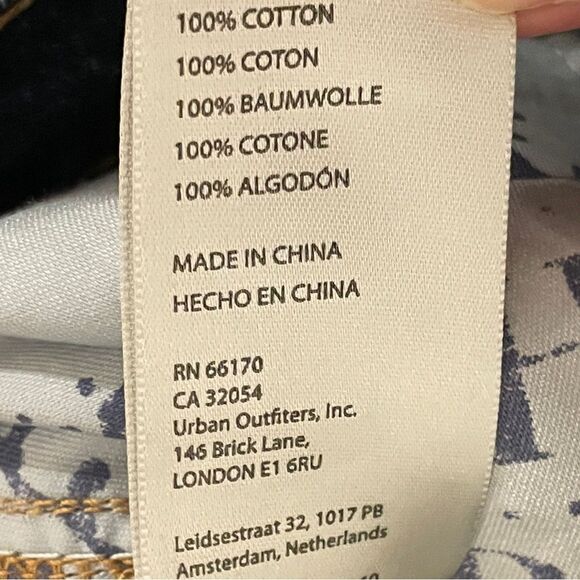 100% COTTON
100% COTON
100% BAUMWOLLE
100% COTONE
100% ALGODÓN
MADE IN CHINA
HECHO EN CHINA
RN 66170
CA 32054
Urban Outfiters, Inc.
146 Brick Lane,
LONDON E1 6RU
Leidsestraat 32, 1017 PB
Amsterdam, Netherlands